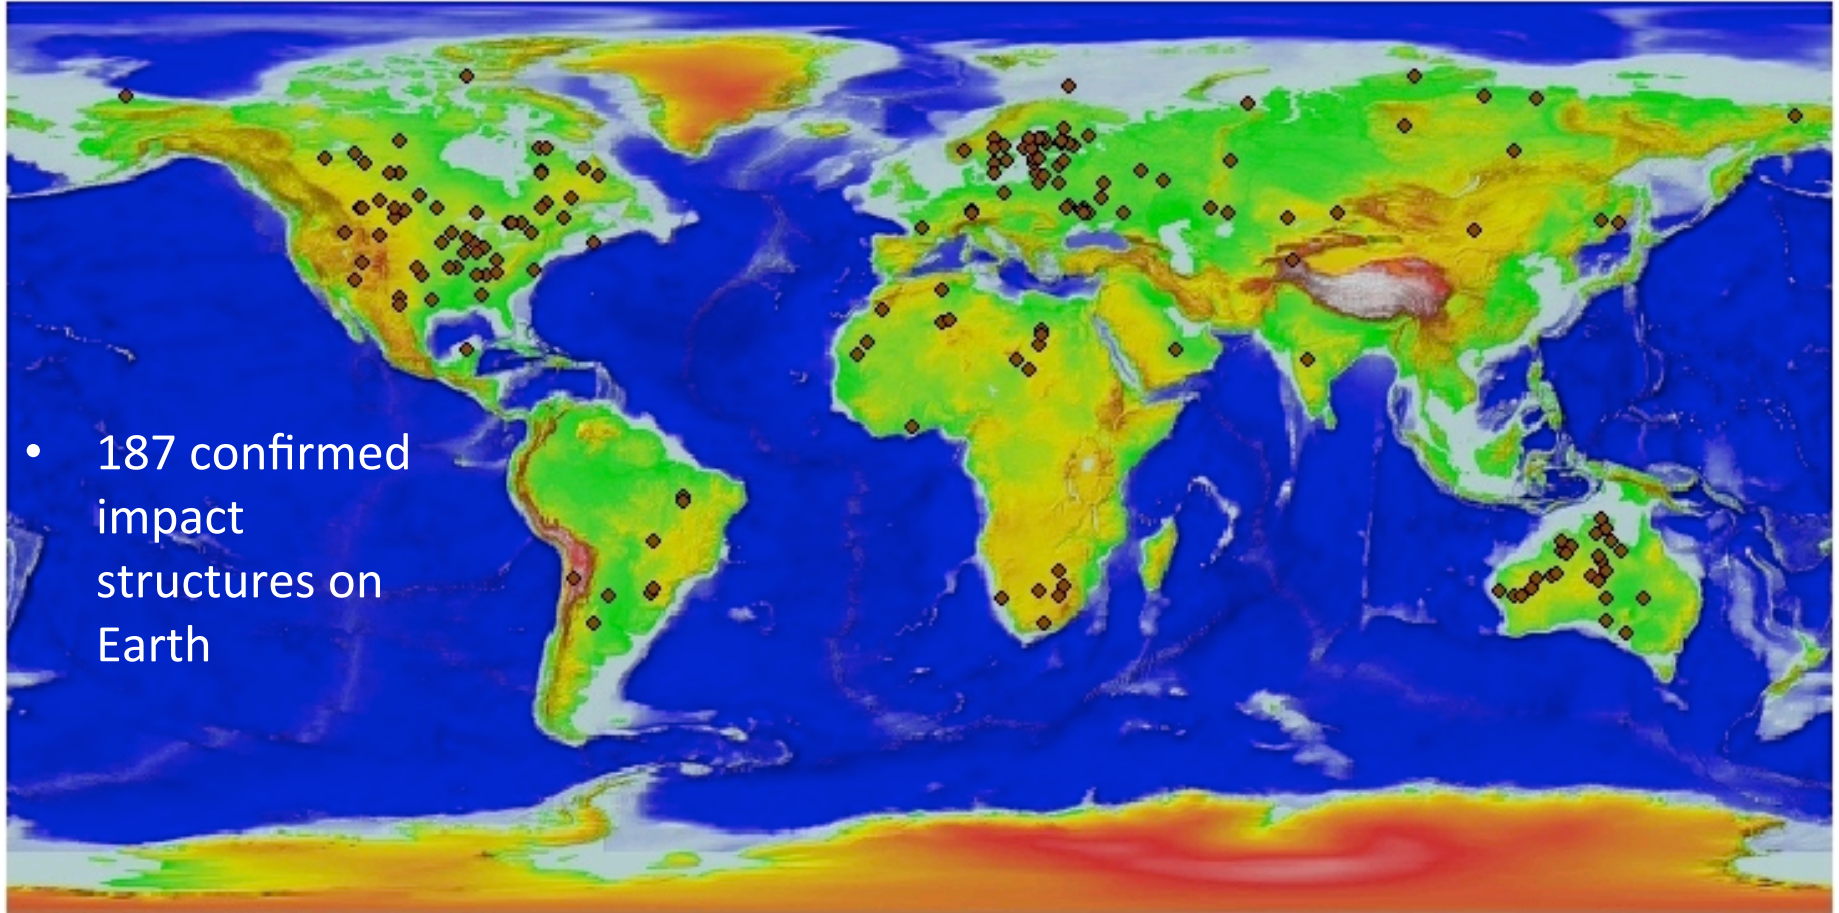 • 187 confirmed
impact
structures on
Earth